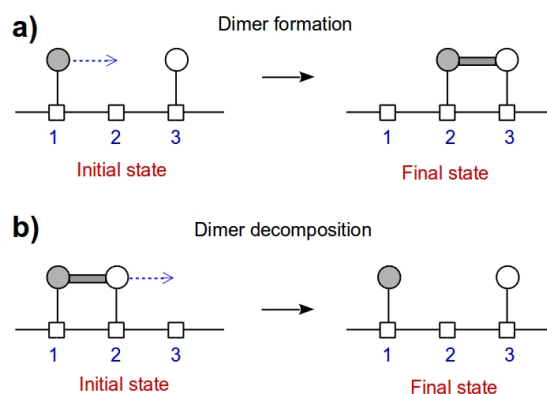 a)
Dimer formation
1 2 3
1 2 3
Initial state
Final state
b)
Dimer decomposition
1 2 3
1 2 3
Initial state
Final state